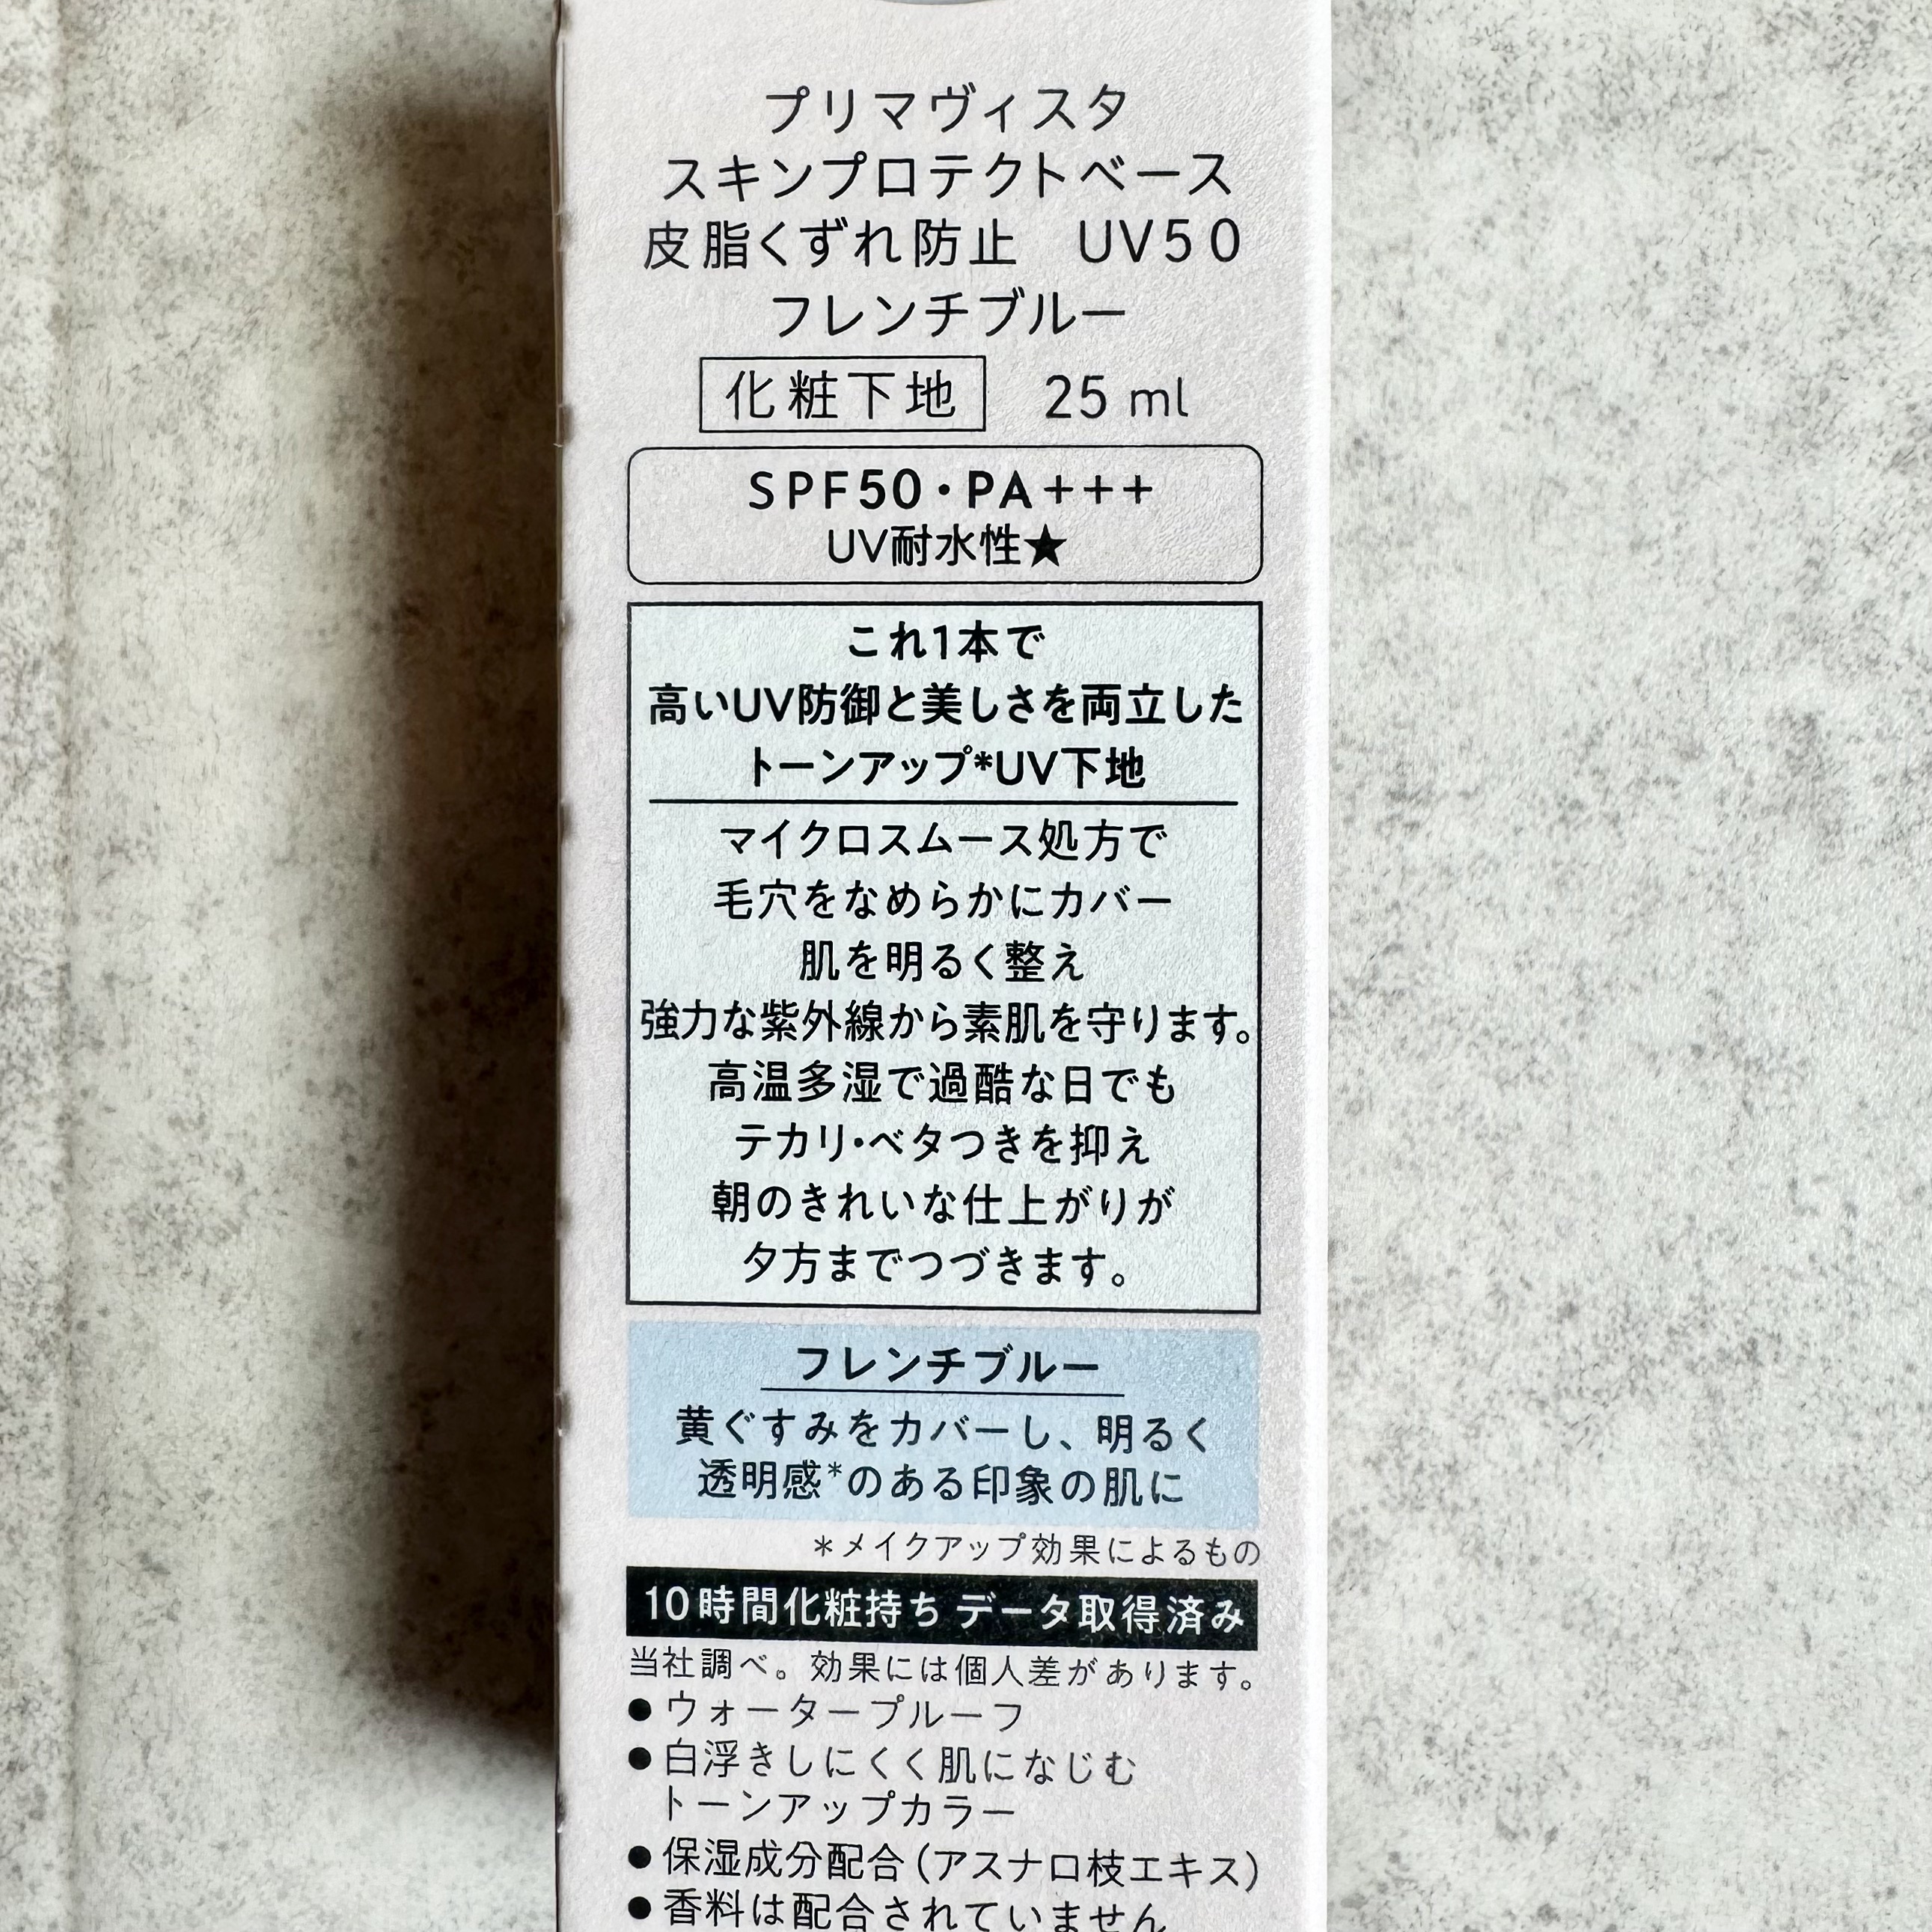 プリマヴィスタ
スキンプロテクトベース
皮脂くずれ防止　UV50
フレンチブルー
化粧下地　25 ml
SPF50・PA+++
UV耐水性★
これ1本で
高いUV防御と美しさを両立した
トーンアップ*UV下地
マイクロスムース処方で
毛穴をなめらかにカバー
肌を明るく整え
強力な紫外線から素肌を守ります。
高温多湿で過酷な日でも
テカリ・ベタつきを抑え
朝のきれいな仕上がりが
夕方までつづきます。
フレンチブルー
黄ぐすみをカバーし、明るく
透明感*のある印象の肌に
*メイクアップ効果によるもの
10時間化粧持ち データ取得済み
当社調べ。効果には個人差があります。
●ウォータープルーフ
●白浮きしにくく肌になじむ
トーンアップカラー
●保湿成分配合(アスナロ枝エキス)
●香料は配合されていません